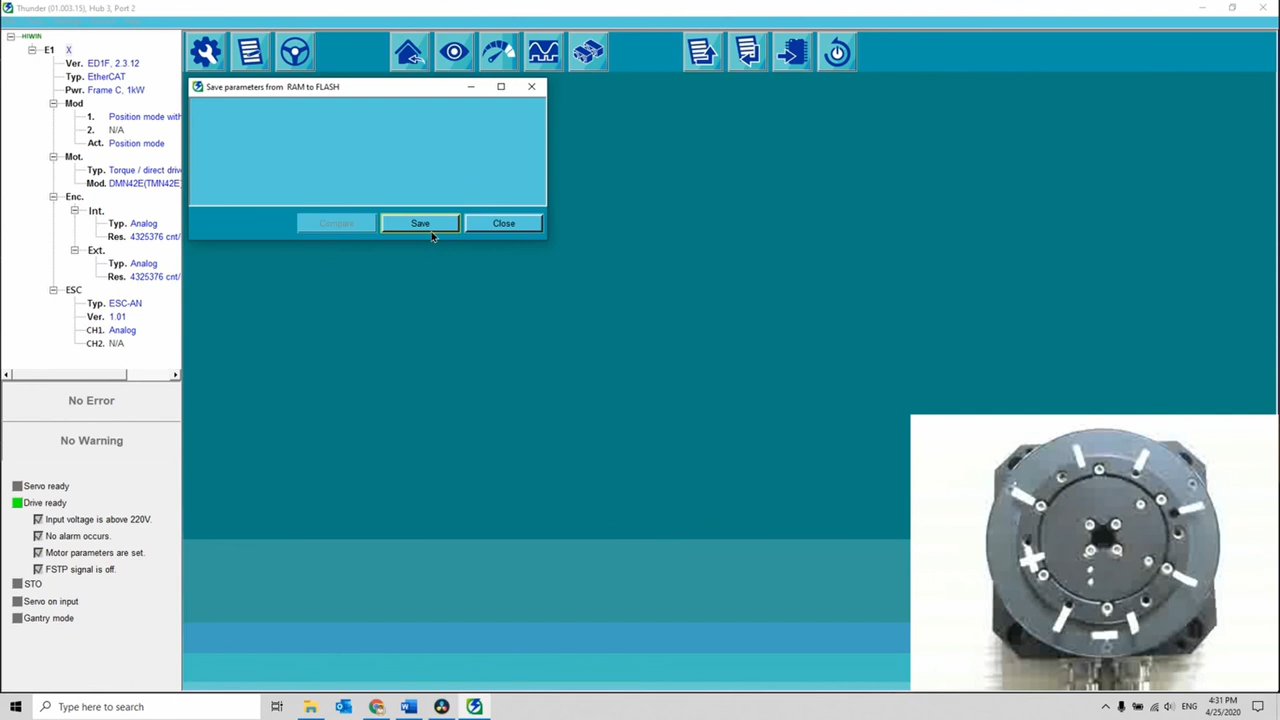 Thunder (01.003.15), Hub 3, Port 2
HIWIN
E1 X
Ver. ED1F, 2.3.12
Typ. EtherCAT
Pwr. Frame C, 1kW
Mod
1. Position mode with
2. N/A
Act. Position mode
Mot.
Typ. Torque / direct driv
Mod. DMN42E(TMN42E
Enc.
Int.
Typ. Analog
Res. 4325376 cnt/
Ext.
Typ. Analog
Res. 4325376 cnt/
ESC
Typ. ESC-AN
Ver. 1.01
CH1. Analog
CH2. N/A
No Error
No Warning
Servo ready
Drive ready
Input voltage is above 220V.
No alarm occurs.
Motor parameters are set.
FSTP signal is off.
STO
Servo on input
Gantry mode
Save parameters from RAM to FLASH
Compare Save Close
Type here to search
ENG
4:31 PM
4/25/2020